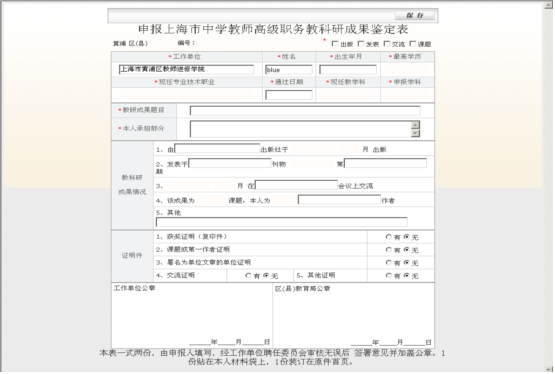 保 存
申报上海市中学教师高级职务教科研成果鉴定表
黄浦 区(县) 编号: * 出版 发表 交流 课题
*工作单位 *姓名 *出生年月 *最高学历
上海市黄浦区教师进修学院 blue
*现任专业技术职业 *通过日期 *现任教学科 *申报学科
*教研成果题目
*本人承担部分
教科研
成果情况
1、由 出版社于 月 出版
2、发表于 刊物 第
期
3、 月 在 会议上交流
4、该成果为 课题,本人为 作者
5、其他
证明件
1、获奖证明(复印件) 有 无
2、课题或第一作者证明 有 无
3、署名为单位文章的单位证明 有 无
4、交流证明 有 无 5、其他证明 有 无
工作单位公章 区(县)教育局公章
年 月 日 年 月 日
本表一式两份,由申报人填写,经工作单位聘任委员会审核无误后 签署意见并加盖公章。1
份贴在本人材料袋上,1份装订在原件首页。